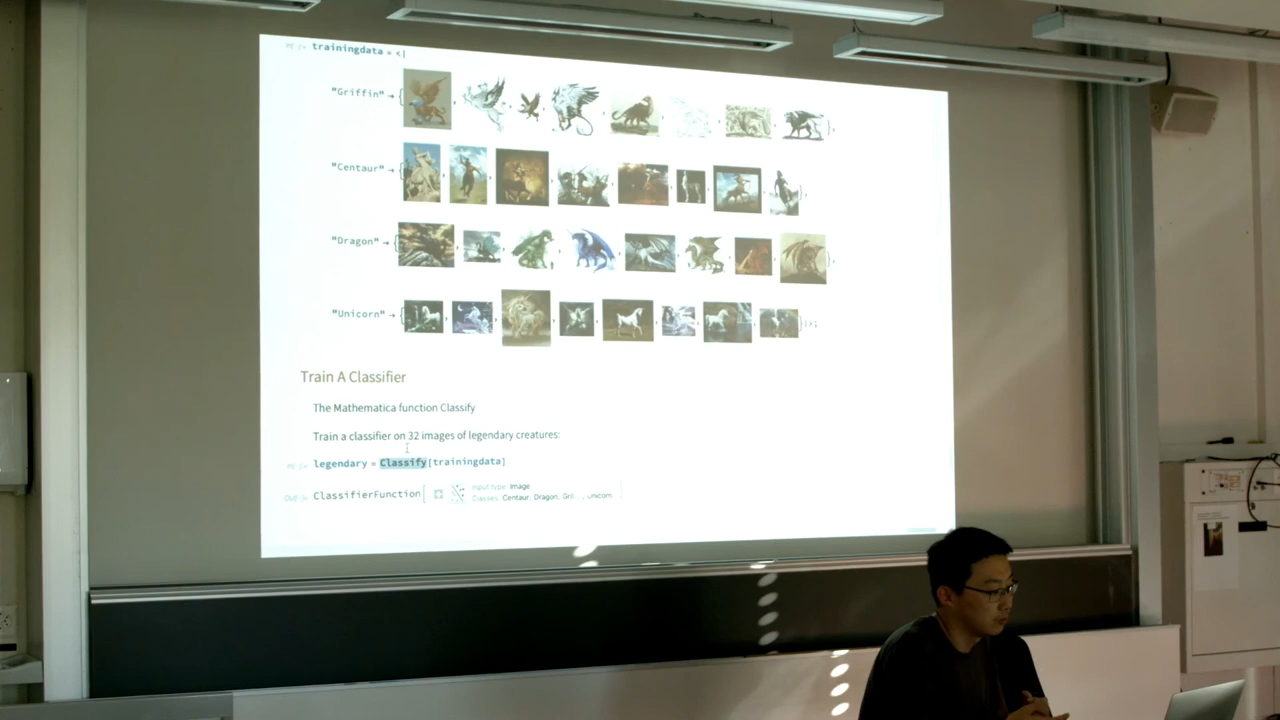 trainingdata = <|
"Griffin" → {
"Centaur" → {
"Dragon" → {
"Unicorn" → {
Train A Classifier
The Mathematica function Classify
Train a classifier on 32 images of legendary creatures:
legendary = Classify[trainingdata]
ClassifierFunction[
Input type: Image
Classes: Centaur, Dragon, Gri , Unicorn